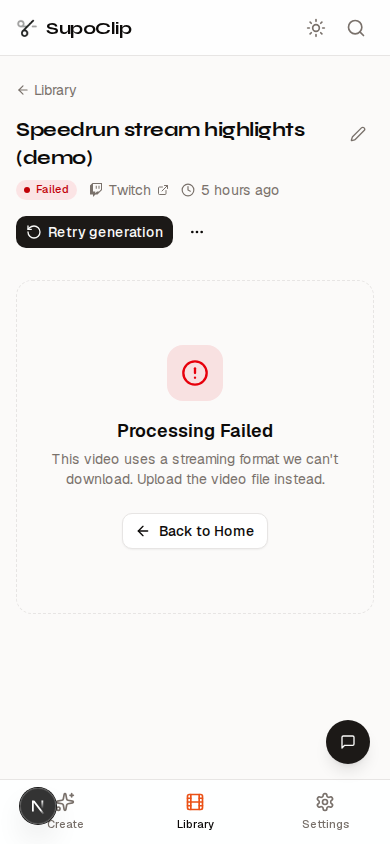 SupoClip
Library
Speedrun stream highlights
(demo)
Failed
Twitch
5 hours ago
Retry generation
Processing Failed
This video uses a streaming format we can't
download. Upload the video file instead.
Back to Home
N
Create
Library
Settings